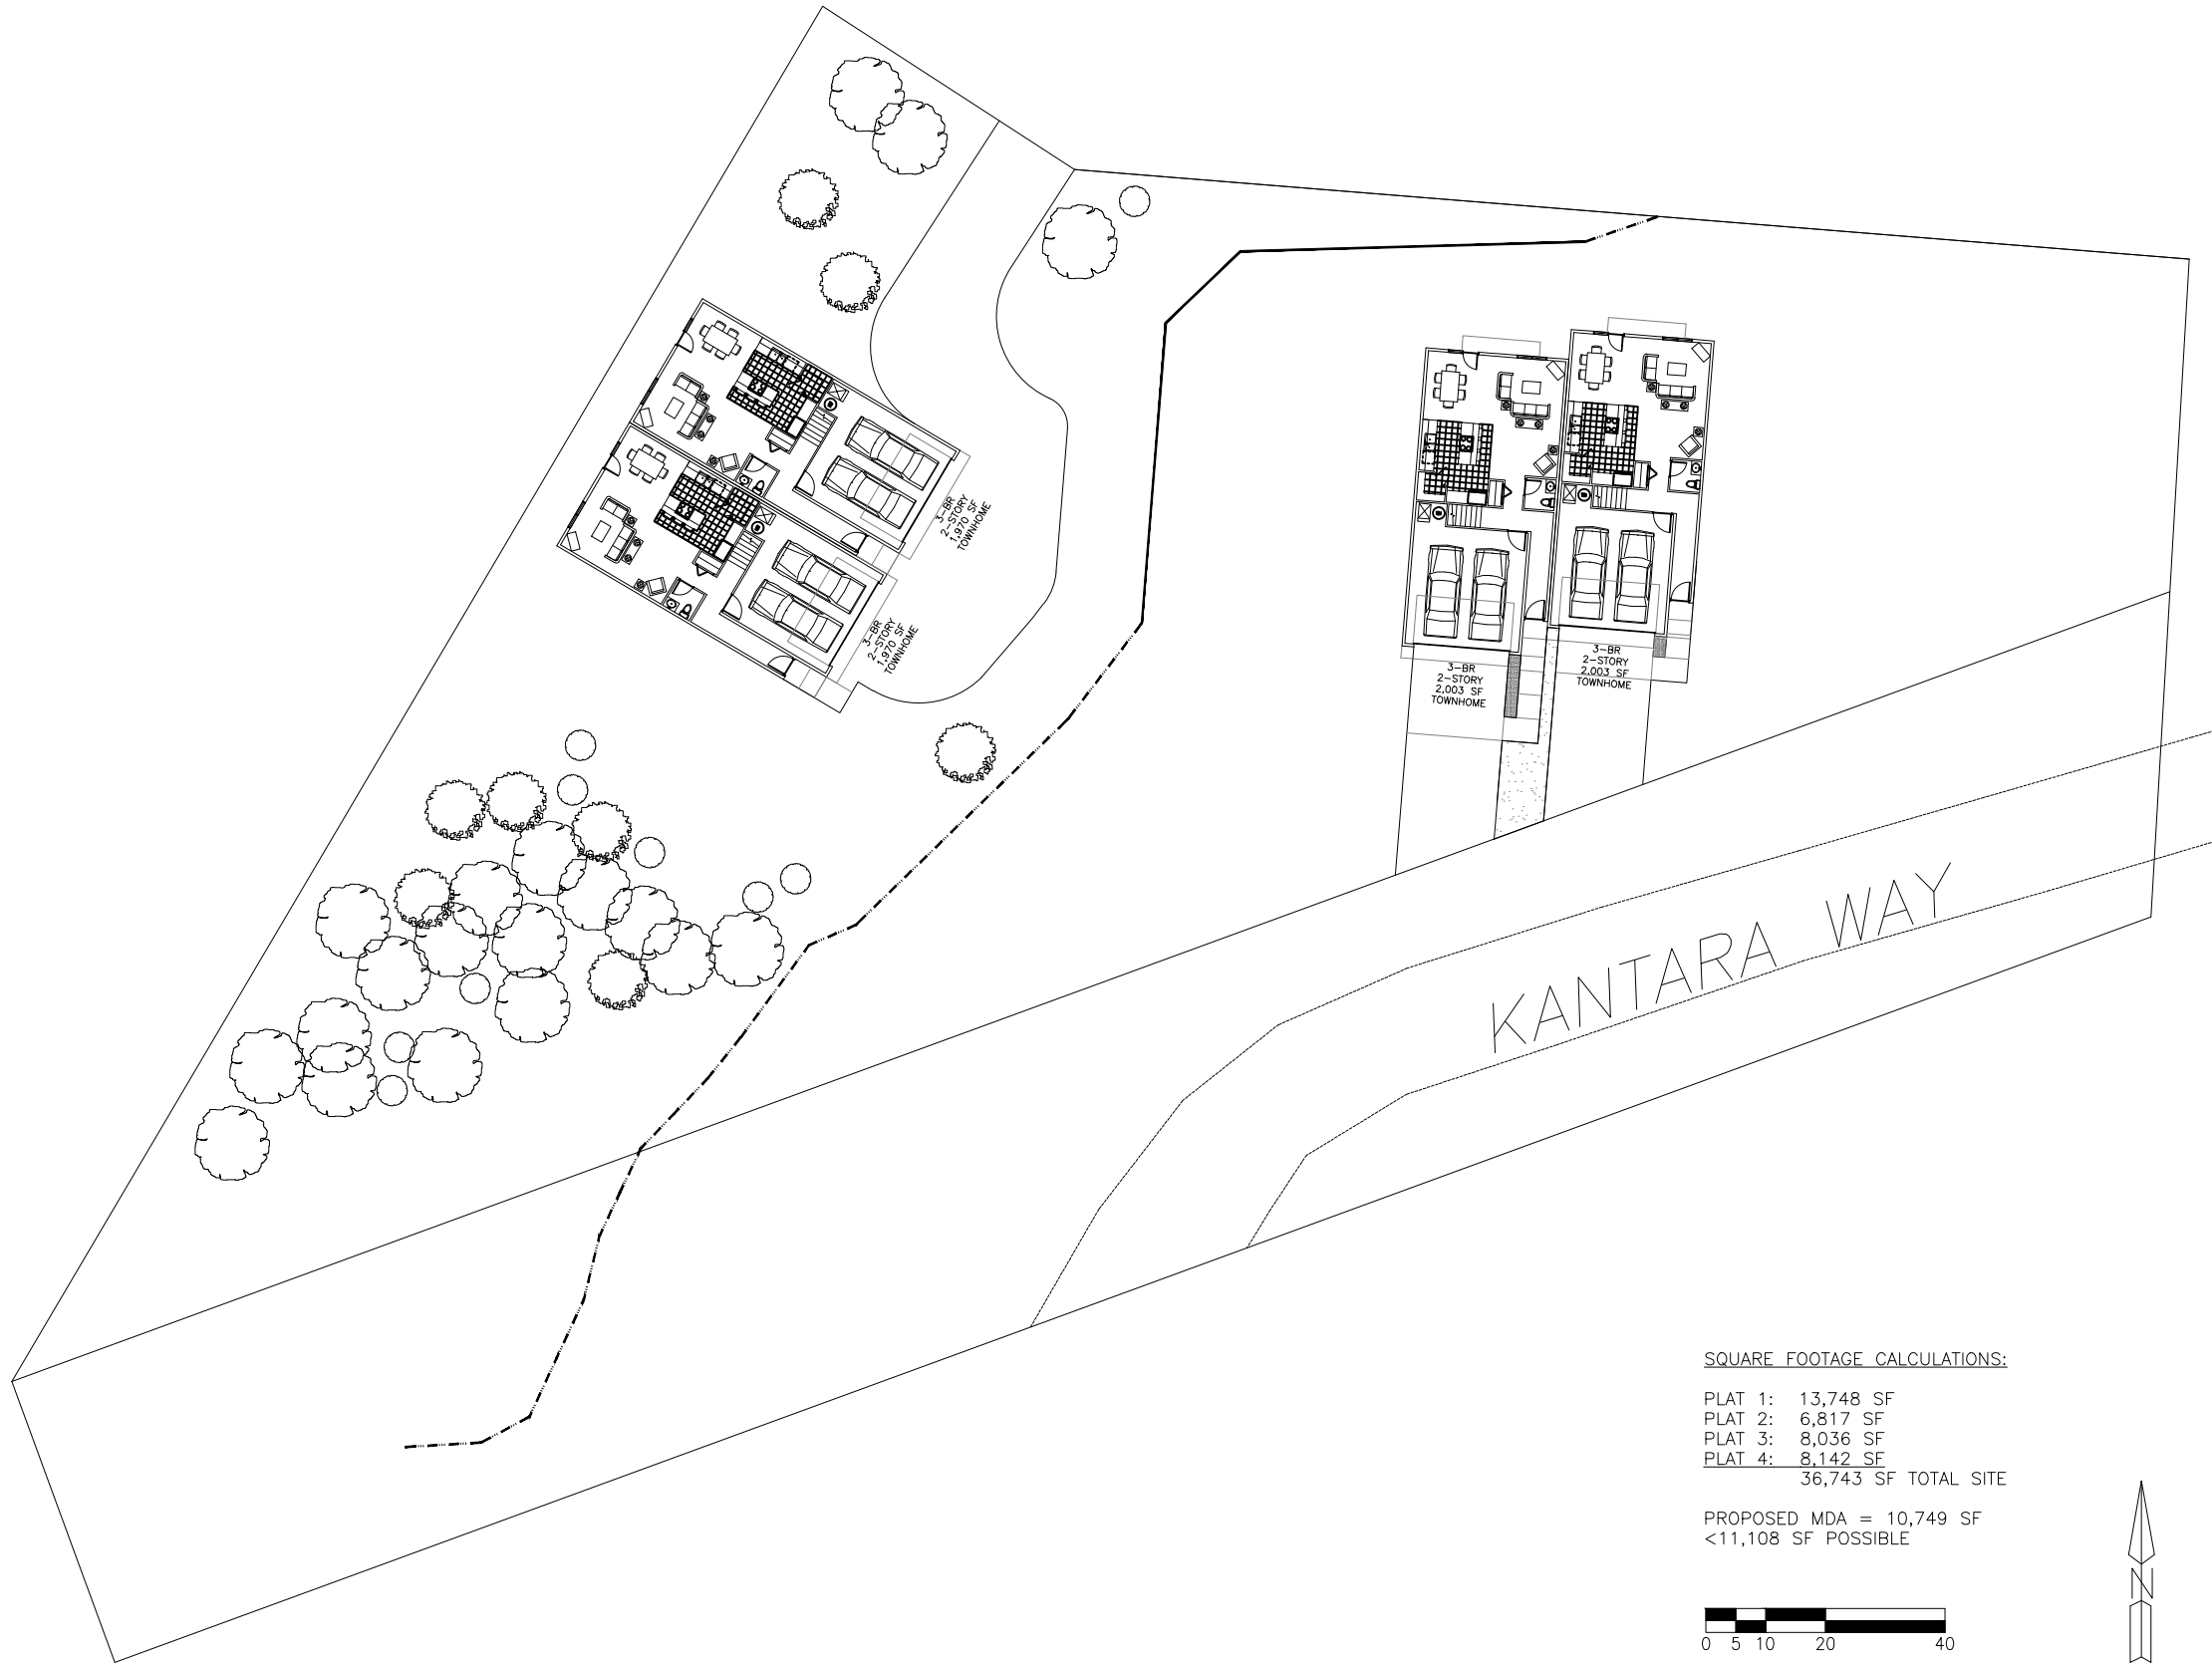 3-BR
2-STORY
1,970 SF
TOWNHOME
3-BR
2-STORY
1,970 SF
TOWNHOME
3-BR
2-STORY
2,003 SF
TOWNHOME
3-BR
2-STORY
2,003 SF
TOWNHOME
KANTARA WAY
SQUARE FOOTAGE CALCULATIONS:
PLAT 1: 13,748 SF
PLAT 2: 6,817 SF
PLAT 3: 8,036 SF
PLAT 4: 8,142 SF
36,743 SF TOTAL SITE
PROPOSED MDA = 10,749 SF
<11,108 SF POSSIBLE
N
0 5 10 20 40